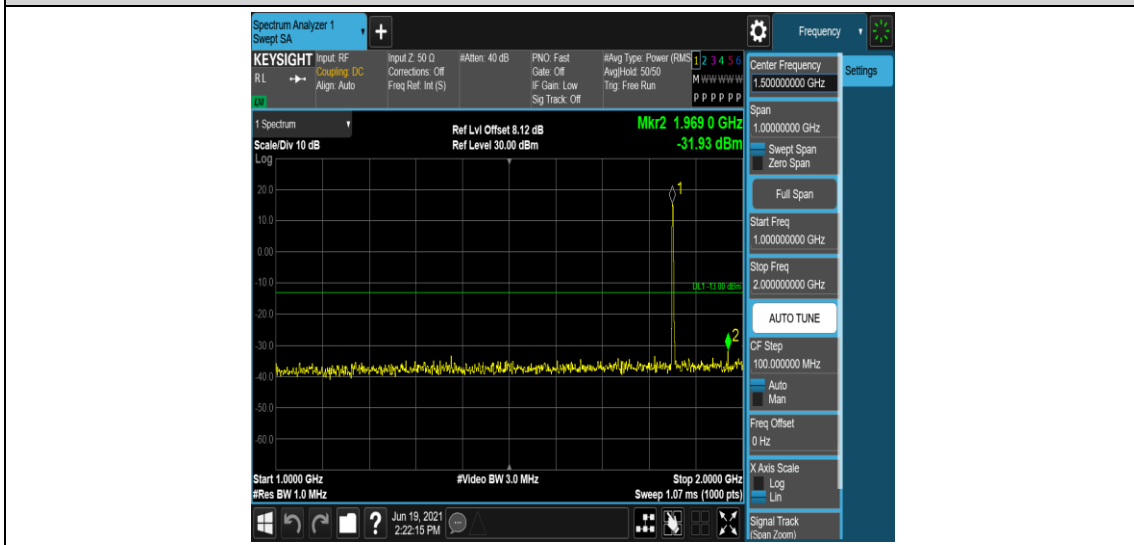 Spectrum Analyzer 1
Swept SA
+
Frequency
KEYSIGHT
RL
LXI
Input: RF
Coupling: DC
Align: Auto
Input Z: 50 Ω
Corrections: Off
Freq Ref: Int (S)
#Atten: 40 dB
PNO: Fast
Gate: Off
IF Gain: Low
Sig Track: Off
#Avg Type: Power (RMS
Avg|Hold: 50/50
Trig: Free Run
1 2 3 4 5 6
M W W W W W
P P P P P P
1 Spectrum
Scale/Div 10 dB
Ref Lvl Offset 8.12 dB
Ref Level 30.00 dBm
Mkr2 1.969 0 GHz
-31.93 dBm
Log
20.0
10.0
0.00
-10.0
-20.0
-30.0
-40.0
-50.0
-60.0
1
DL1 -13.00 dBm
2
Start 1.0000 GHz
#Res BW 1.0 MHz
#Video BW 3.0 MHz
Stop 2.0000 GHz
Sweep 1.07 ms (1000 pts)
Jun 19, 2021
2:22:15 PM
?
Center Frequency
1.500000000 GHz
Settings
Span
1.00000000 GHz
Swept Span
Zero Span
Full Span
Start Freq
1.000000000 GHz
Stop Freq
2.000000000 GHz
AUTO TUNE
CF Step
100.000000 MHz
Auto
Man
Freq Offset
0 Hz
X Axis Scale
Log
Lin
Signal Track
(Span Zoom)